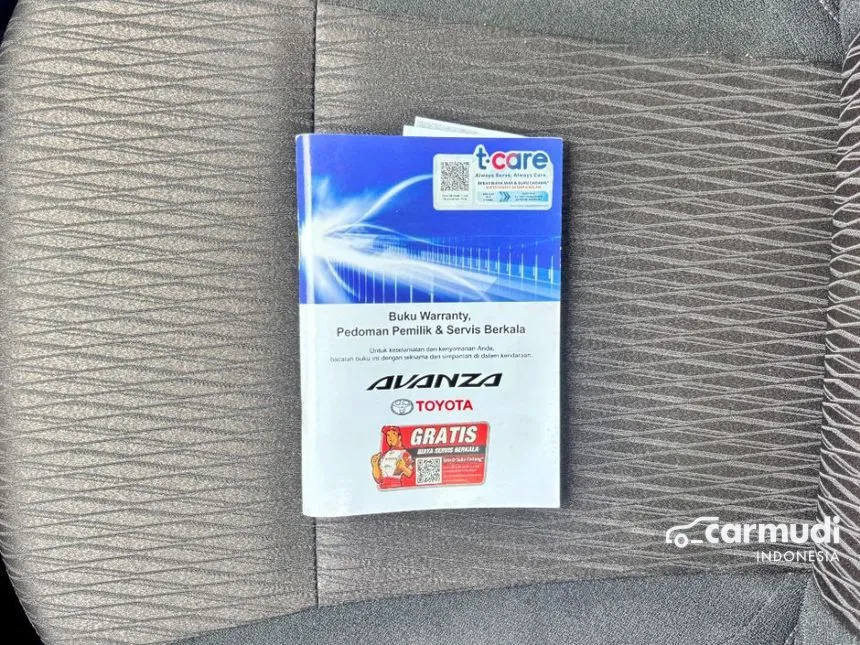 t·care
Always Serve, Always Care.
Buku Warranty,
Pedoman Pemilik & Servis Berkala
Untuk keselamatan dan kenyamanan Anda,
bacalah buku ini dengan seksama dan simpanlah di dalam kendaraan.
AVANZA
TOYOTA
GRATIS
BIAYA SERVIS BERKALA
carmudi
INDONESIA